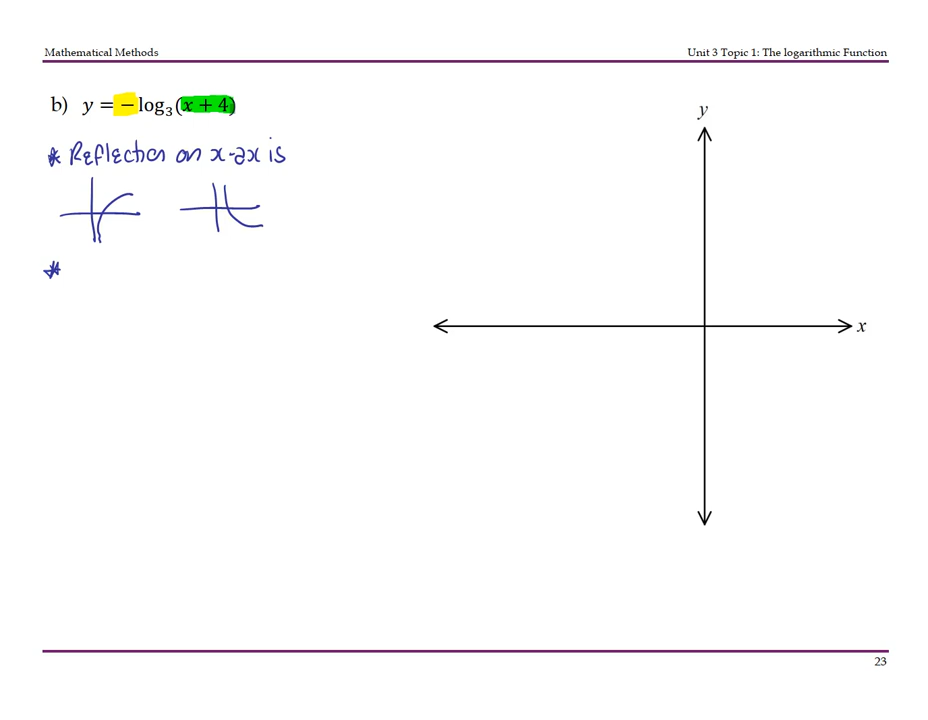 Mathematical Methods
Unit 3 Topic 1: The logarithmic Function
b) y = − log₃(x + 4)
* Reflection on x-axis
y
x
*
23